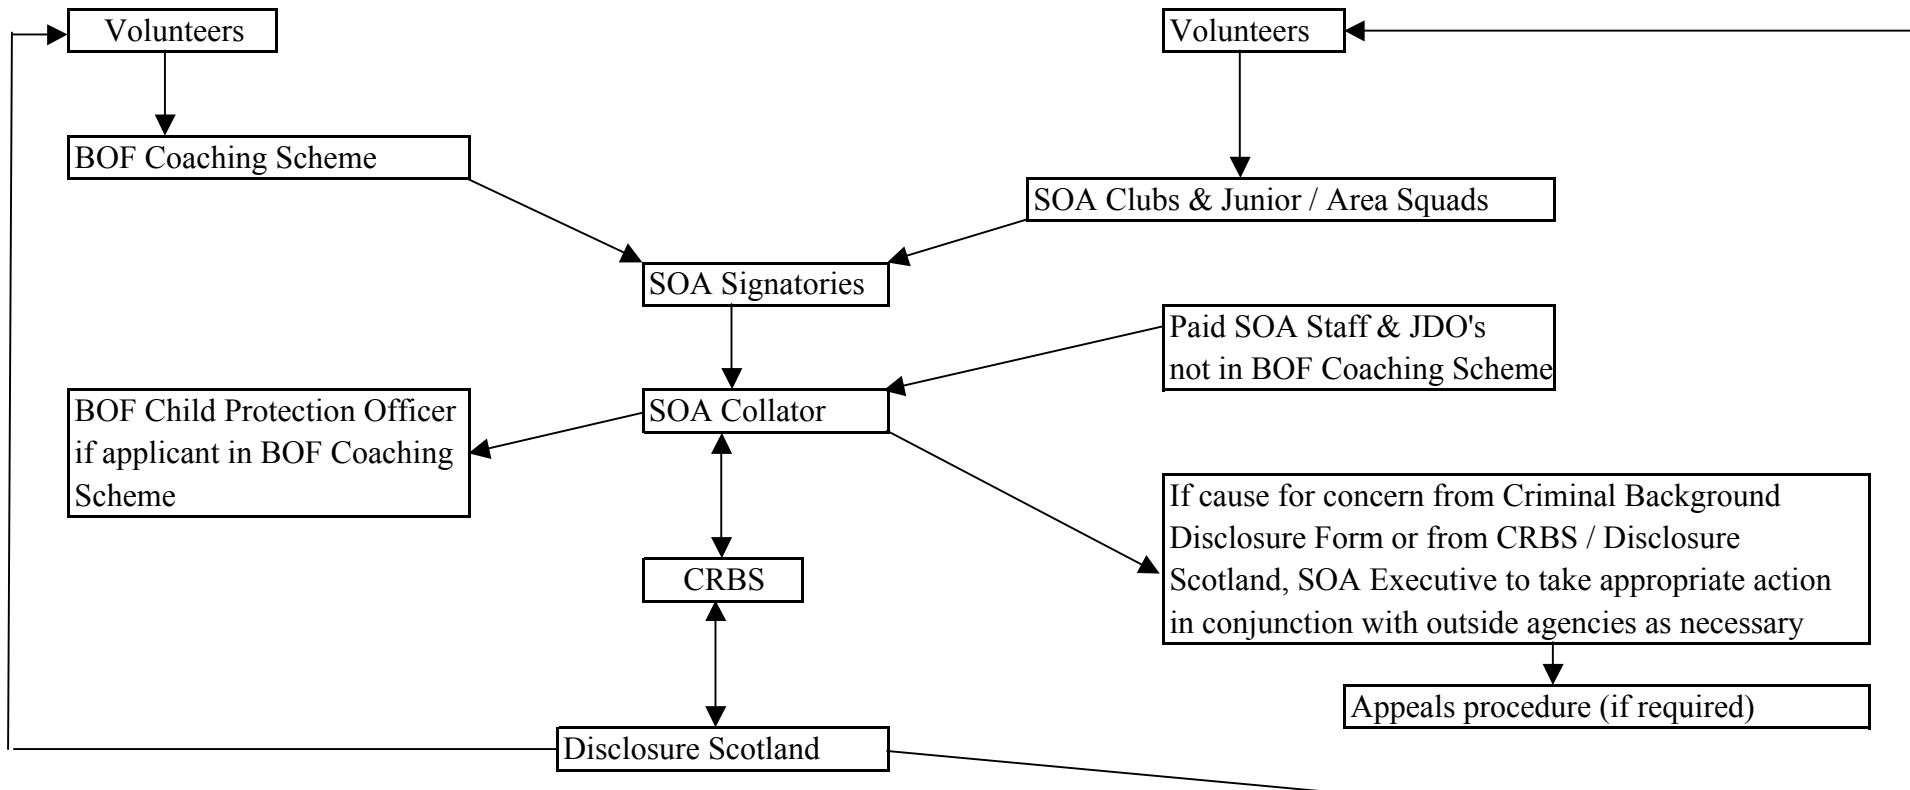 Volunteers
Volunteers
BOF Coaching Scheme
SOA Clubs & Junior / Area Squads
SOA Signatories
Paid SOA Staff & JDO's
not in BOF Coaching Scheme
BOF Child Protection Officer
if applicant in BOF Coaching
Scheme
SOA Collator
If cause for concern from Criminal Background
Disclosure Form or from CRBS / Disclosure
Scotland, SOA Executive to take appropriate action
in conjunction with outside agencies as necessary
CRBS
Appeals procedure (if required)
Disclosure Scotland